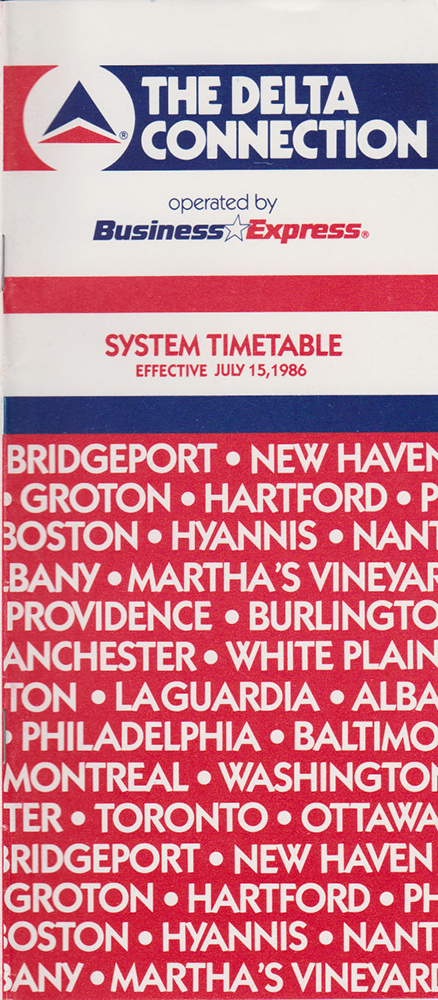 THE DELTA
CONNECTION
®
operated by
Business Express®
SYSTEM TIMETABLE
EFFECTIVE JULY 15, 1986
BRIDGEPORT • NEW HAVEN
• GROTON • HARTFORD • P
BOSTON • HYANNIS • NANT
BANY • MARTHA'S VINEYAR
PROVIDENCE • BURLINGTO
ANCHESTER • WHITE PLAIN
TON • LAGUARDIA • ALBA
• PHILADELPHIA • BALTIMO
MONTREAL • WASHINGTON
TER • TORONTO • OTTAWA
BRIDGEPORT • NEW HAVEN
GROTON • HARTFORD • PH
BOSTON • HYANNIS • NANT
BANY • MARTHA'S VINEYARD